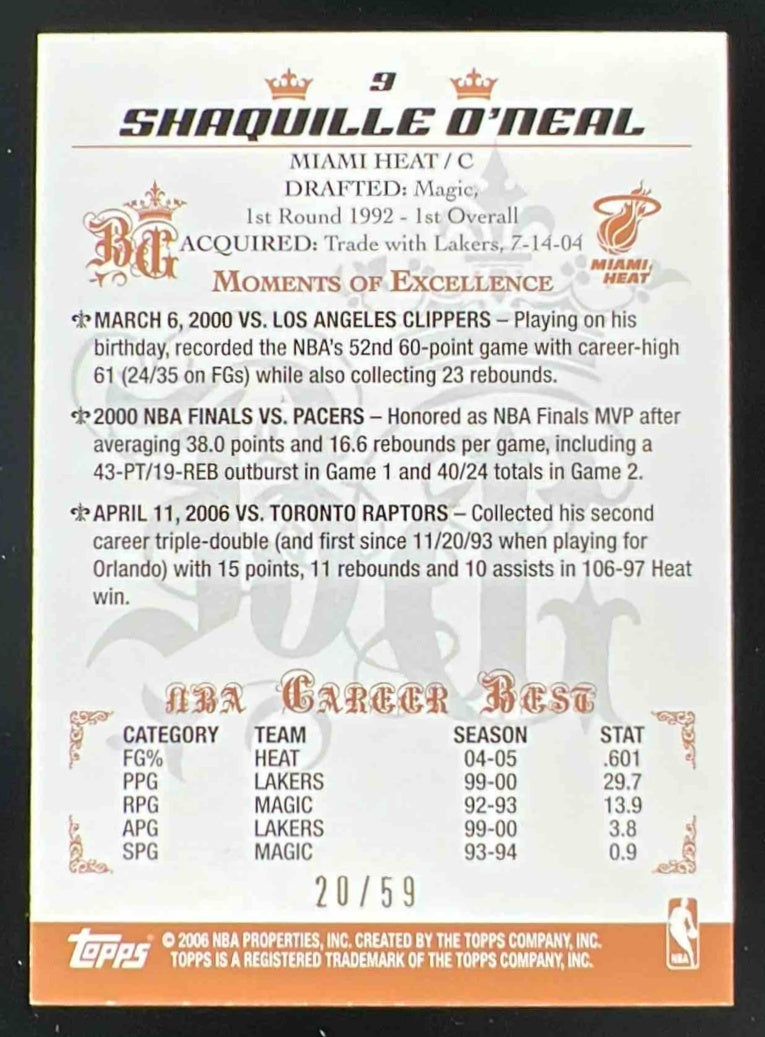 9
SHAQUILLE O'NEAL
MIAMI HEAT / C
DRAFTED: Magic,
1st Round 1992 - 1st Overall
BG ACQUIRED: Trade with Lakers, 7-14-04
MIAMI HEAT
MOMENTS OF EXCELLENCE
MARCH 6, 2000 VS. LOS ANGELES CLIPPERS – Playing on his
birthday, recorded the NBA's 52nd 60-point game with career-high
61 (24/35 on FGs) while also collecting 23 rebounds.
2000 NBA FINALS VS. PACERS – Honored as NBA Finals MVP after
averaging 38.0 points and 16.6 rebounds per game, including a
43-PT/19-REB outburst in Game 1 and 40/24 totals in Game 2.
APRIL 11, 2006 VS. TORONTO RAPTORS – Collected his second
career triple-double (and first since 11/20/93 when playing for
Orlando) with 15 points, 11 rebounds and 10 assists in 106-97 Heat
win.
BG
NBA CAREER BEST
CATEGORY TEAM SEASON STAT
FG% HEAT 04-05 .601
PPG LAKERS 99-00 29.7
RPG MAGIC 92-93 13.9
APG LAKERS 99-00 3.8
SPG MAGIC 93-94 0.9
20/59
topps © 2006 NBA PROPERTIES, INC. CREATED BY THE TOPPS COMPANY, INC.
TOPPS IS A REGISTERED TRADEMARK OF THE TOPPS COMPANY, INC.
NBA